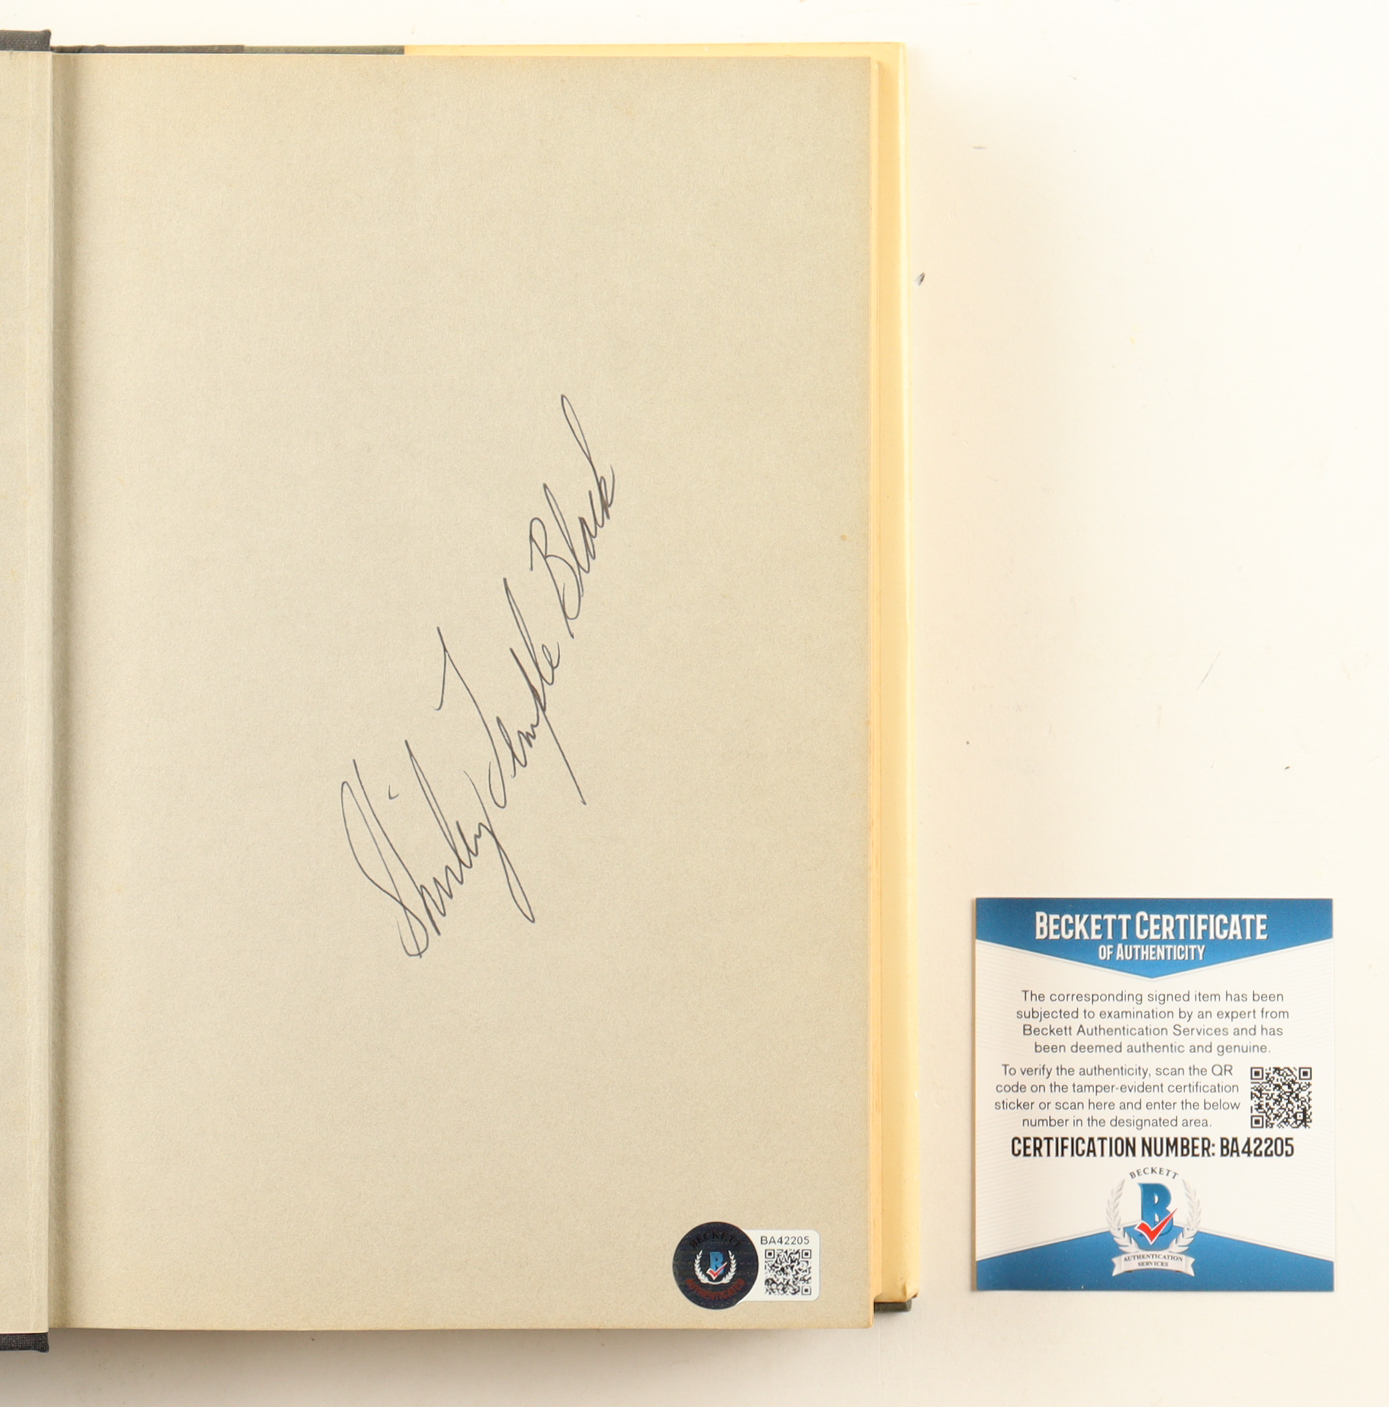 Shirley Temple Black
BECKETT
B
AUTHENTICATED
BA42205
BECKETT CERTIFICATE
OF AUTHENTICITY
The corresponding signed item has been
subjected to examination by an expert from
Beckett Authentication Services and has
been deemed authentic and genuine.
To verify the authenticity, scan the QR
code on the tamper-evident certification
sticker or scan here and enter the below
number in the designated area.
CERTIFICATION NUMBER: BA42205
BECKETT
B
AUTHENTICATION
SERVICES